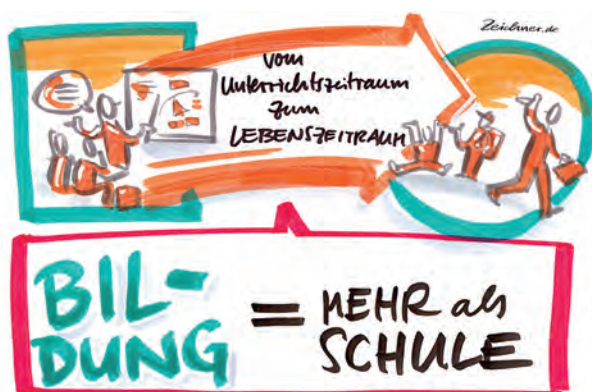 Zeichner.de
vom
Unterrichtszeitraum
zum
LEBENSZEITRAUM
BIL-
DUNG
= MEHR als
SCHULE